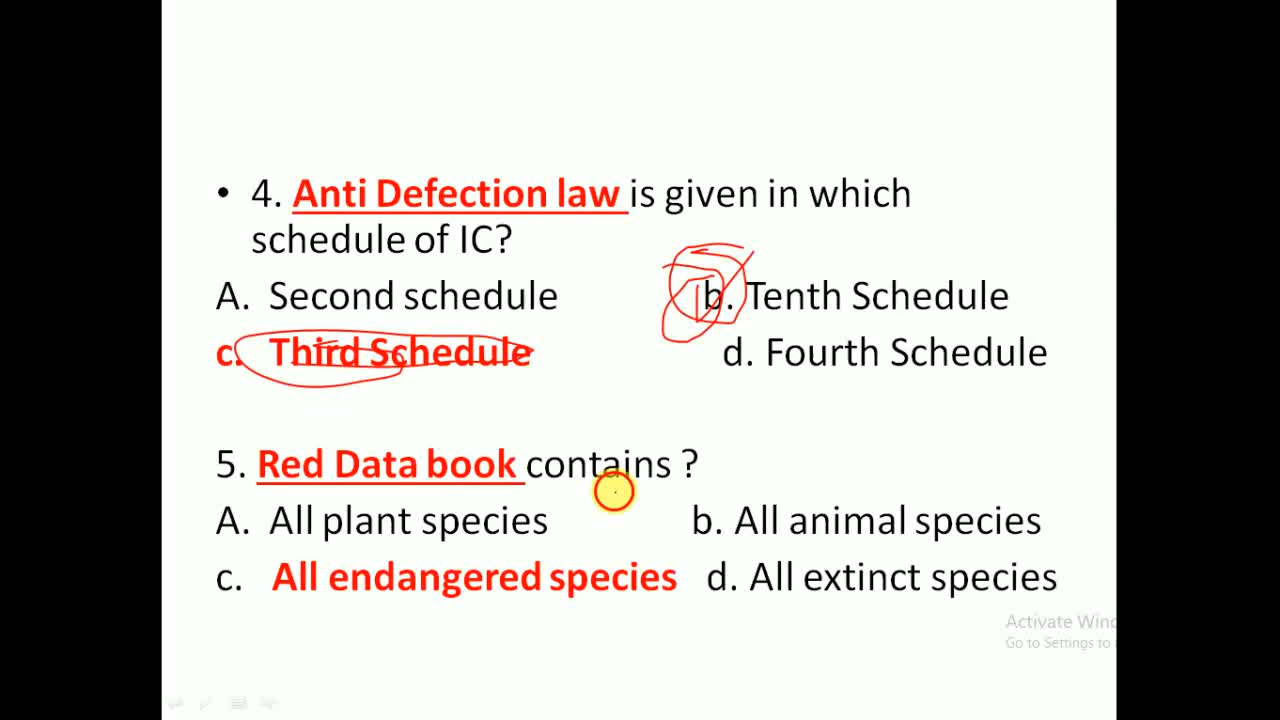 • 4. Anti Defection law is given in which
schedule of IC?
A. Second schedule b. Tenth Schedule
c. Third Schedule d. Fourth Schedule
5. Red Data book contains ?
A. All plant species b. All animal species
c. All endangered species d. All extinct species
Activate Winc
Go to Settings to